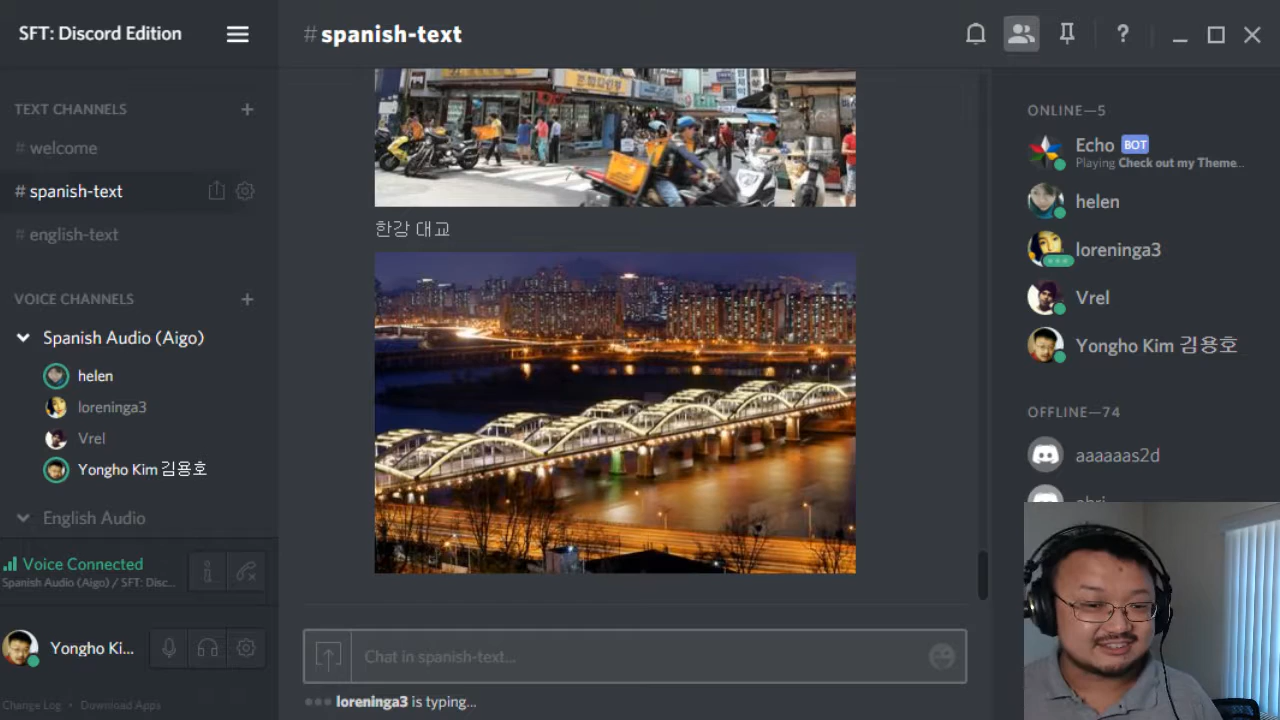 SFT: Discord Edition
# spanish-text
TEXT CHANNELS
# welcome
# spanish-text
# english-text
VOICE CHANNELS
Spanish Audio (Aigo)
helen
loreninga3
Vrel
Yongho Kim 김용호
English Audio
Voice Connected
Spanish Audio (Aigo) / SFT: Disc...
Yongho Ki...
Change Log • Download Apps
한강 대교
Chat in spanish-text...
loreninga3 is typing...
ONLINE—5
Echo BOT
Playing Check out my Theme...
helen
loreninga3
Vrel
Yongho Kim 김용호
OFFLINE—74
aaaaaas2d